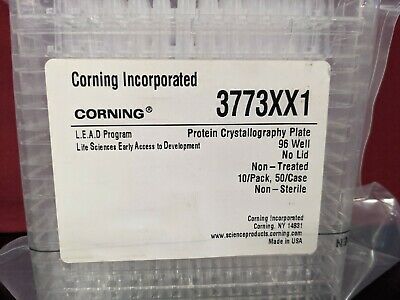 Corning Incorporated
CORNING® 3773XX1
L.E.A.D Program Protein Crystallography Plate
Life Sciences Early Access to Development 96 Well
No Lid
Non-Treated
10/Pack, 50/Case
Non-Sterile
Corning Incorporated
Corning, NY 14831
www.scienceproducts.corning.com
Made in USA